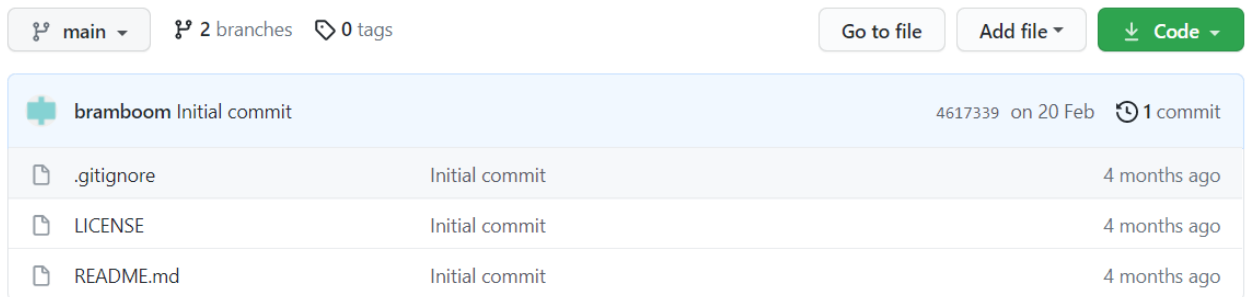 main 2 branches 0 tags Go to file Add file Code
bramboom Initial commit 4617339 on 20 Feb 1 commit
.gitignore Initial commit 4 months ago
LICENSE Initial commit 4 months ago
README.md Initial commit 4 months ago